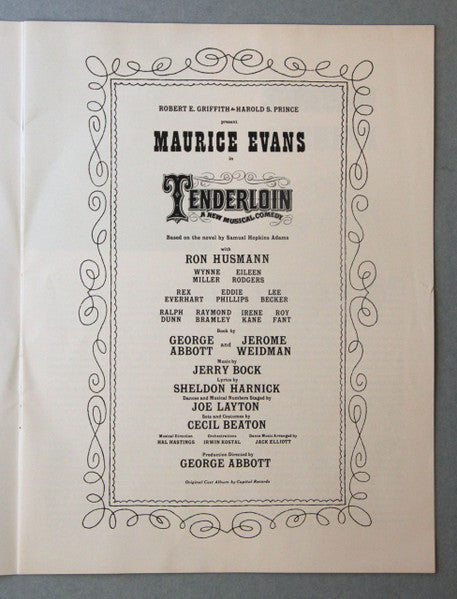 ROBERT E. GRIFFITH & HAROLD S. PRINCE
present
MAURICE EVANS
in
TENDERLOIN
A NEW MUSICAL COMEDY
Based on the novel by Samuel Hopkins Adams
with
RON HUSMANN
WYNNE EILEEN
MILLER RODGERS
REX EDDIE LEE
EVERHART PHILLIPS BECKER
RALPH RAYMOND IRENE ROY
DUNN BRAMLEY KANE FANT
Book by
GEORGE JEROME
and
ABBOTT WEIDMAN
Music by
JERRY BOCK
Lyrics by
SHELDON HARNICK
Dances and Musical Numbers Staged by
JOE LAYTON
Sets and Costumes by
CECIL BEATON
Musical Direction Orchestrations Dance Music Arranged by
HAL HASTINGS IRWIN KOSTAL JACK ELLIOTT
Production Directed by
GEORGE ABBOTT
Original Cast Album by Capitol Records